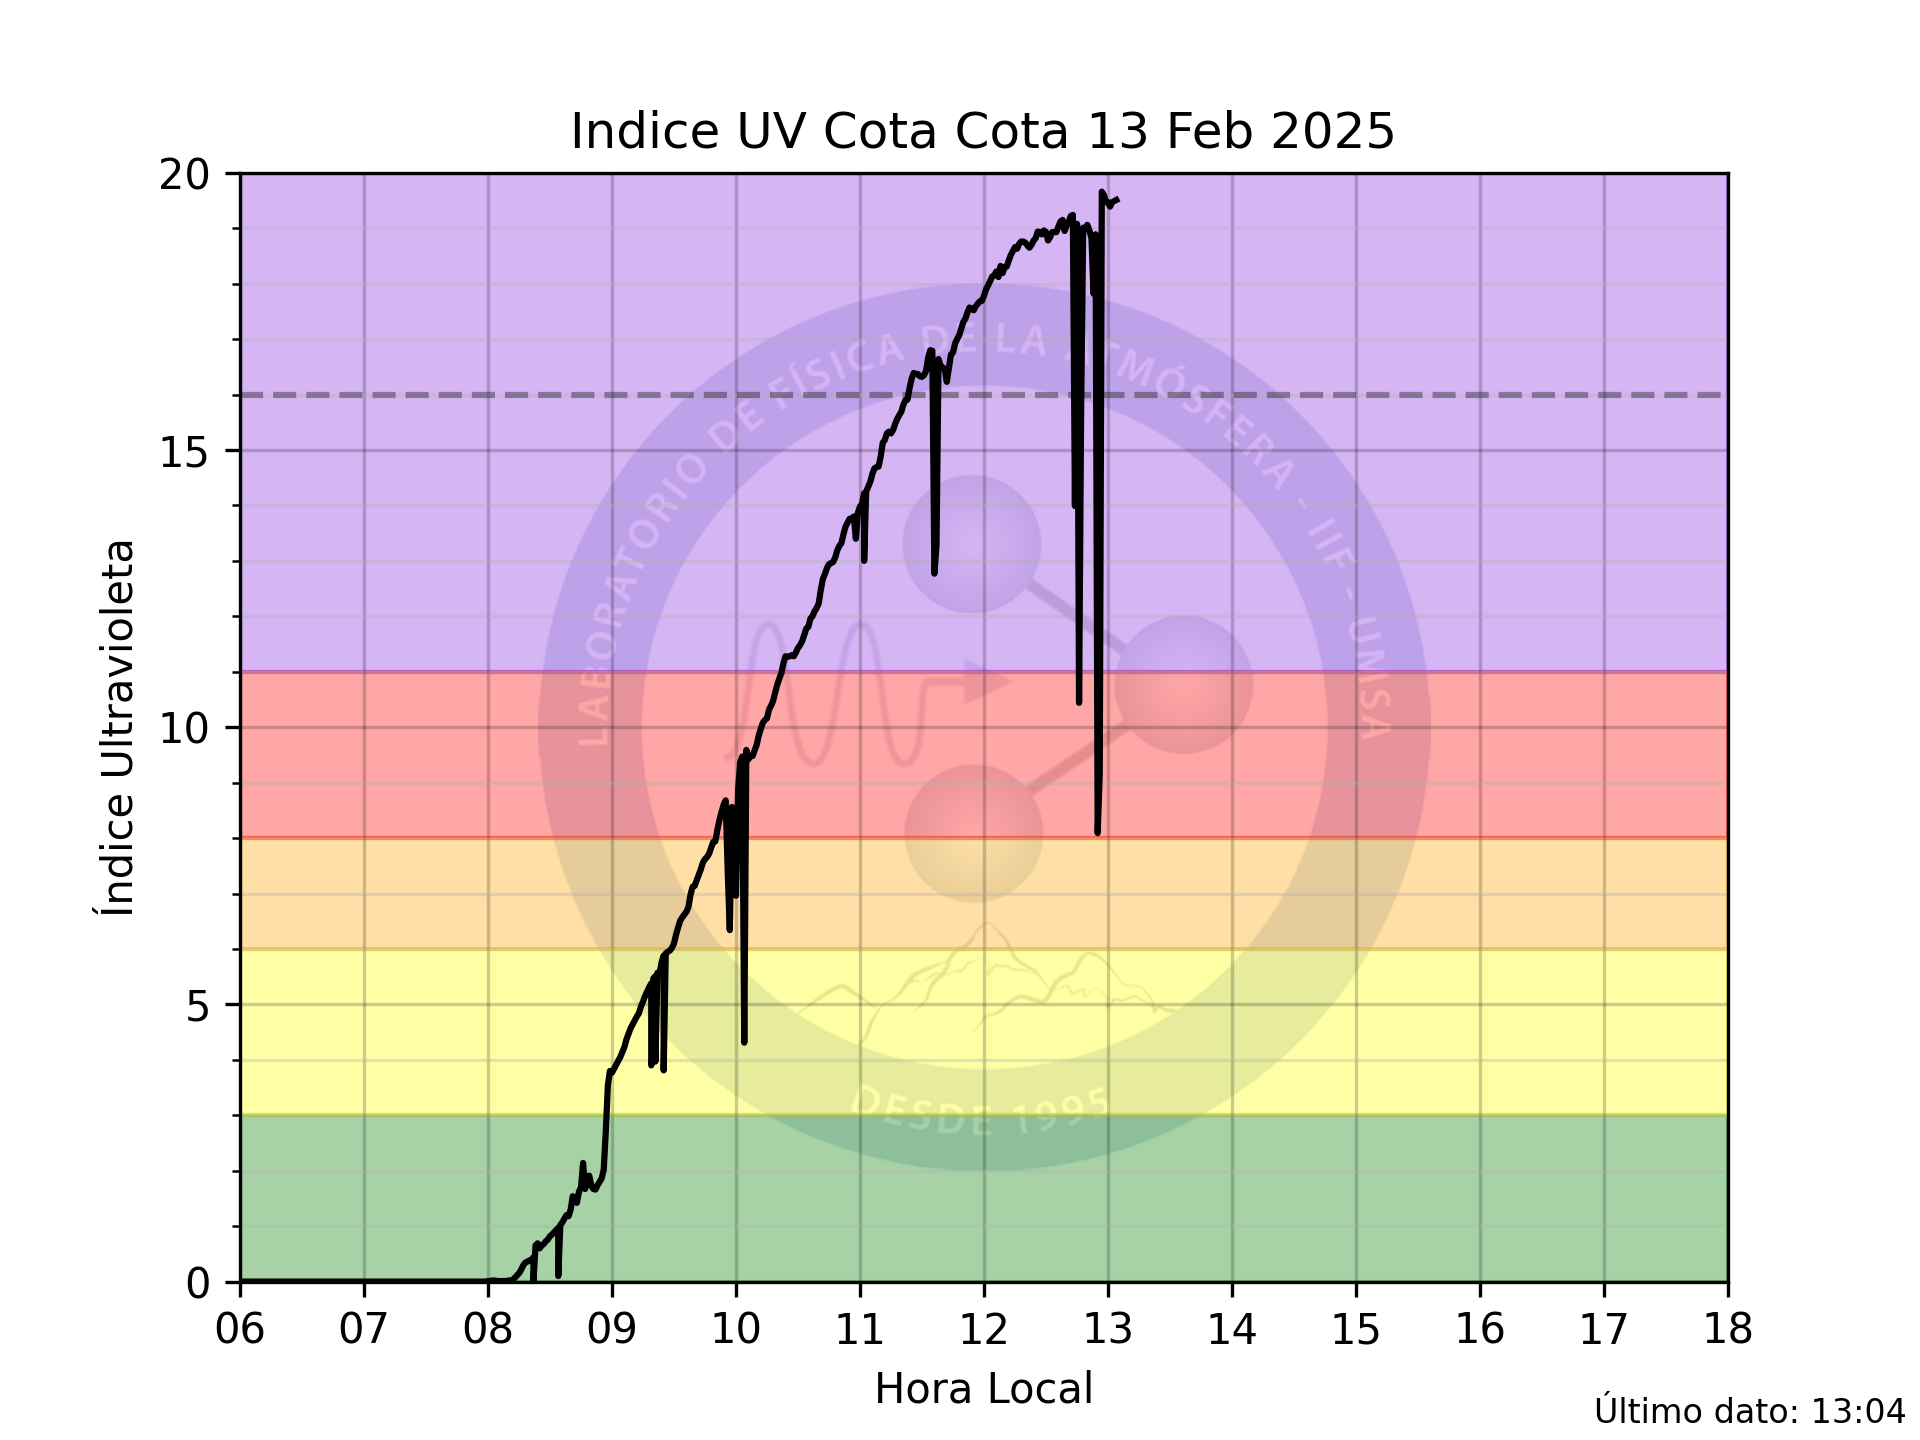 Indice UV Cota Cota 13 Feb 2025
20
15
10
5
0
Índice Ultravioleta
LABORATORIO DE FÍSICA DE LA ATMÓSFERA - IIF - UMSA
DESDE 1995
06 07 08 09 10 11 12 13 14 15 16 17 18
Hora Local
Último dato: 13:04